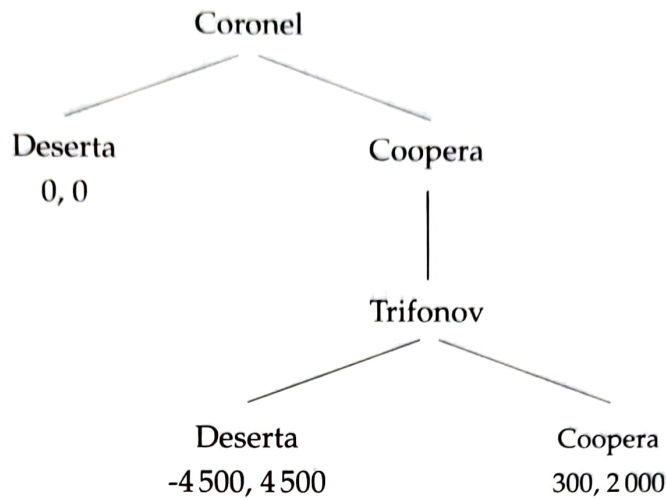 Coronel
Deserta
0, 0
Coopera
Trifonov
Deserta
-4 500, 4 500
Coopera
300, 2 000